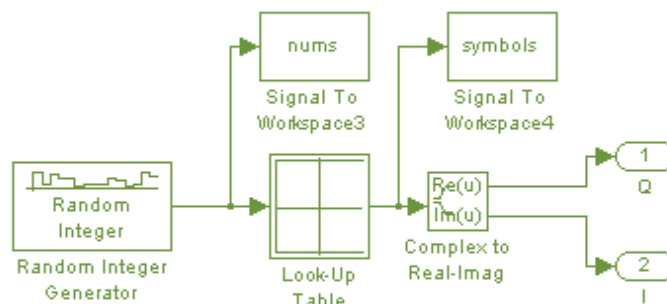 nums
symbols
Signal To
Workspace3
Signal To
Workspace4
Random
Integer
Re(u)
Im(u)
1
Q
Random Integer
Generator
Look-Up
Table
Complex to
Real-Imag
2
I